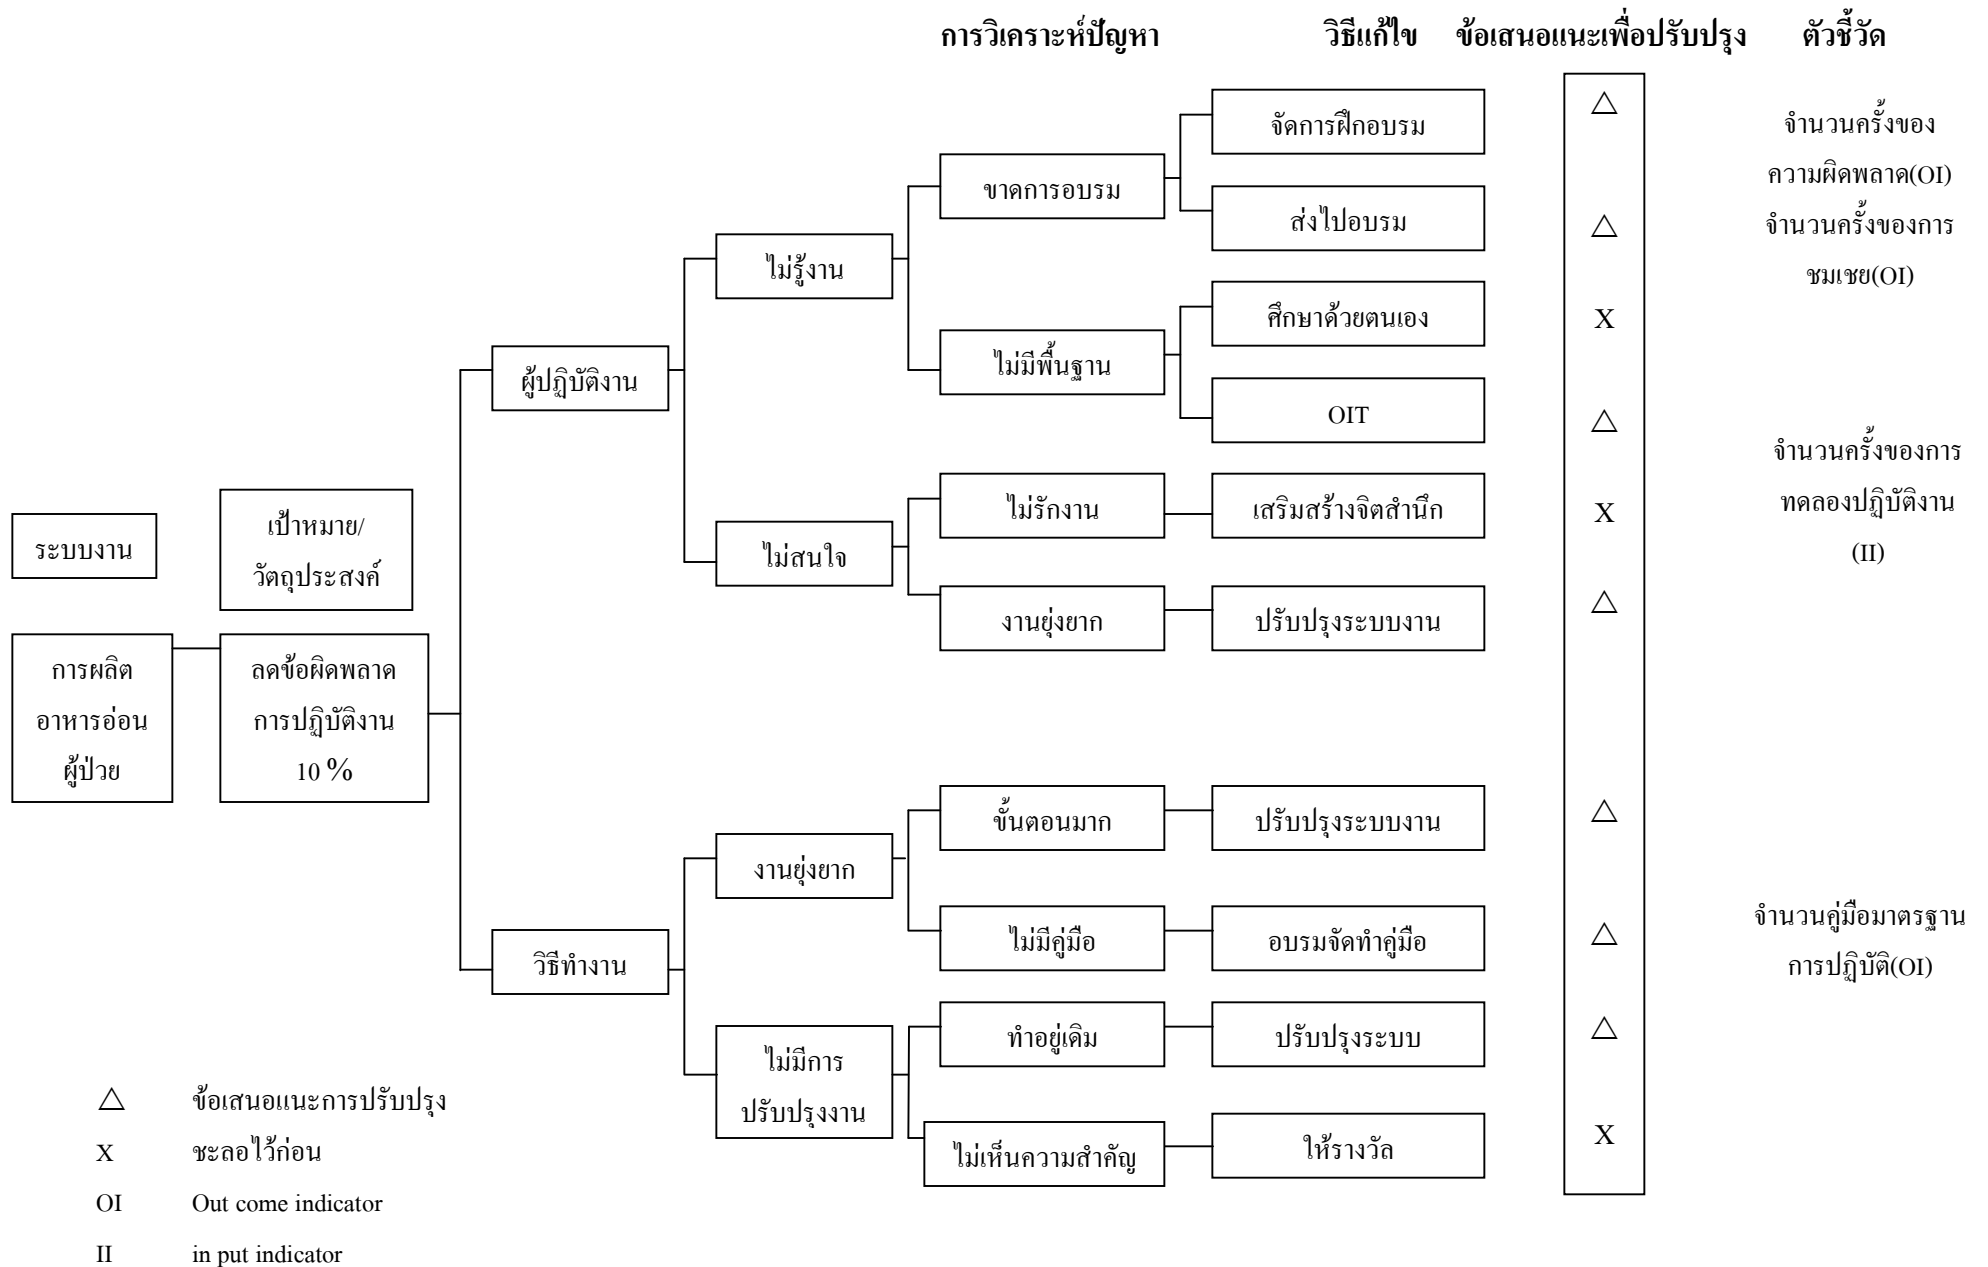 การวิเคราะห์ปัญหา วิธีแก้ไข ข้อเสนอแนะเพื่อปรับปรุง ตัวชี้วัด
ระบบงาน
เป้าหมาย/
วัตถุประสงค์
การผลิต
อาหารอ่อน
ผู้ป่วย
ลดข้อผิดพลาด
การปฏิบัติงาน
10 %
ผู้ปฏิบัติงาน
วิธีทำงาน
ไม่รู้งาน
ไม่สนใจ
งานยุ่งยาก
ไม่มีการ
ปรับปรุงงาน
ขาดการอบรม
ไม่มีพื้นฐาน
ไม่รักงาน
งานยุ่งยาก
ขั้นตอนมาก
ไม่มีคู่มือ
ทำอยู่เดิม
ไม่เห็นความสำคัญ
จัดการฝึกอบรม
ส่งไปอบรม
ศึกษาด้วยตนเอง
OIT
เสริมสร้างจิตสำนึก
ปรับปรุงระบบงาน
ปรับปรุงระบบงาน
อบรมจัดทำคู่มือ
ปรับปรุงระบบ
ให้รางวัล
△
△
X
△
X
△
△
△
△
X
จำนวนครั้งของ
ความผิดพลาด(OI)
จำนวนครั้งของการ
ชมเชย(OI)
จำนวนครั้งของการ
ทดลองปฏิบัติงาน
(II)
จำนวนคู่มือมาตรฐาน
การปฏิบัติ(OI)
△ ข้อเสนอแนะการปรับปรุง
X ชะลอไว้ก่อน
OI Out come indicator
II in put indicator